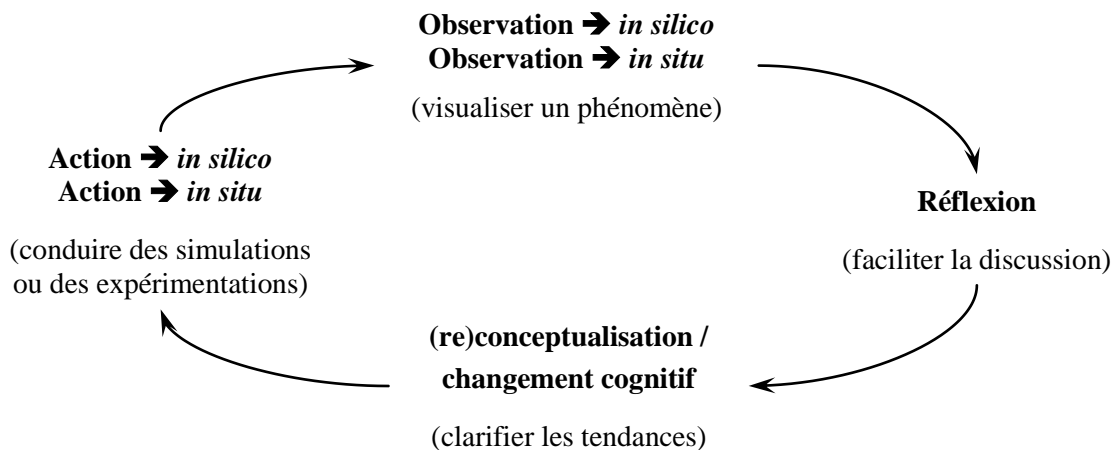 Observation ➔ in silico
Observation ➔ in situ
(visualiser un phénomène)
Action ➔ in silico
Action ➔ in situ
(conduire des simulations
ou des expérimentations)
Réflexion
(faciliter la discussion)
(re)conceptualisation /
changement cognitif
(clarifier les tendances)